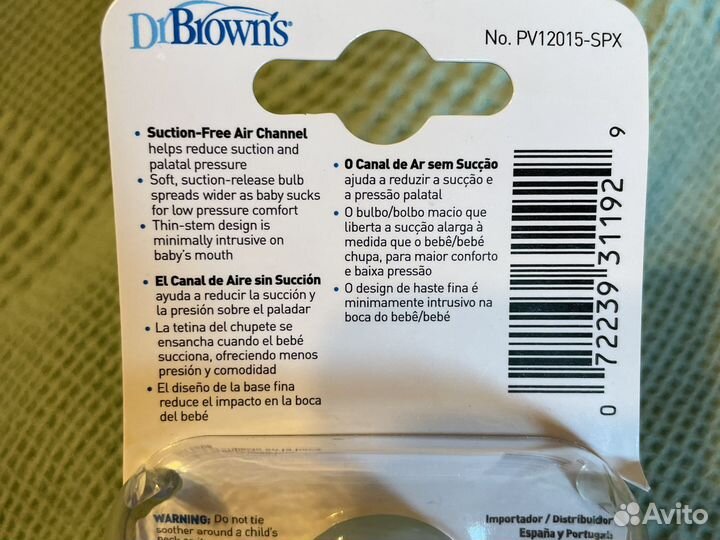 Dr Brown's®
No. PV12015-SPX
• Suction-Free Air Channel
helps reduce suction and
palatal pressure
• Soft, suction-release bulb
spreads wider as baby sucks
for low pressure comfort
• Thin-stem design is
minimally intrusive on
baby's mouth
• El Canal de Aire sin Succión
ayuda a reducir la succión y
la presión sobre el paladar
• La tetina del chupete se
ensancha cuando el bebé
succiona, ofreciendo menos
presión y comodidad
• El diseño de la base fina
reduce el impacto en la boca
del bebé
• O Canal de Ar sem Sucção
ajuda a reduzir a sucção e
a pressão palatal
• O bulbo/bolbo macio que
liberta a sucção alarga à
medida que o bebê/bebé
chupa, para maior conforto
e baixa pressão
• O design de haste fina é
minimamente intrusivo na
boca do bebê/bebé
0 72239 31192 9
WARNING: Do not tie
soother around a child's
Importador / Distribuidor
España y Portugal:
Avito